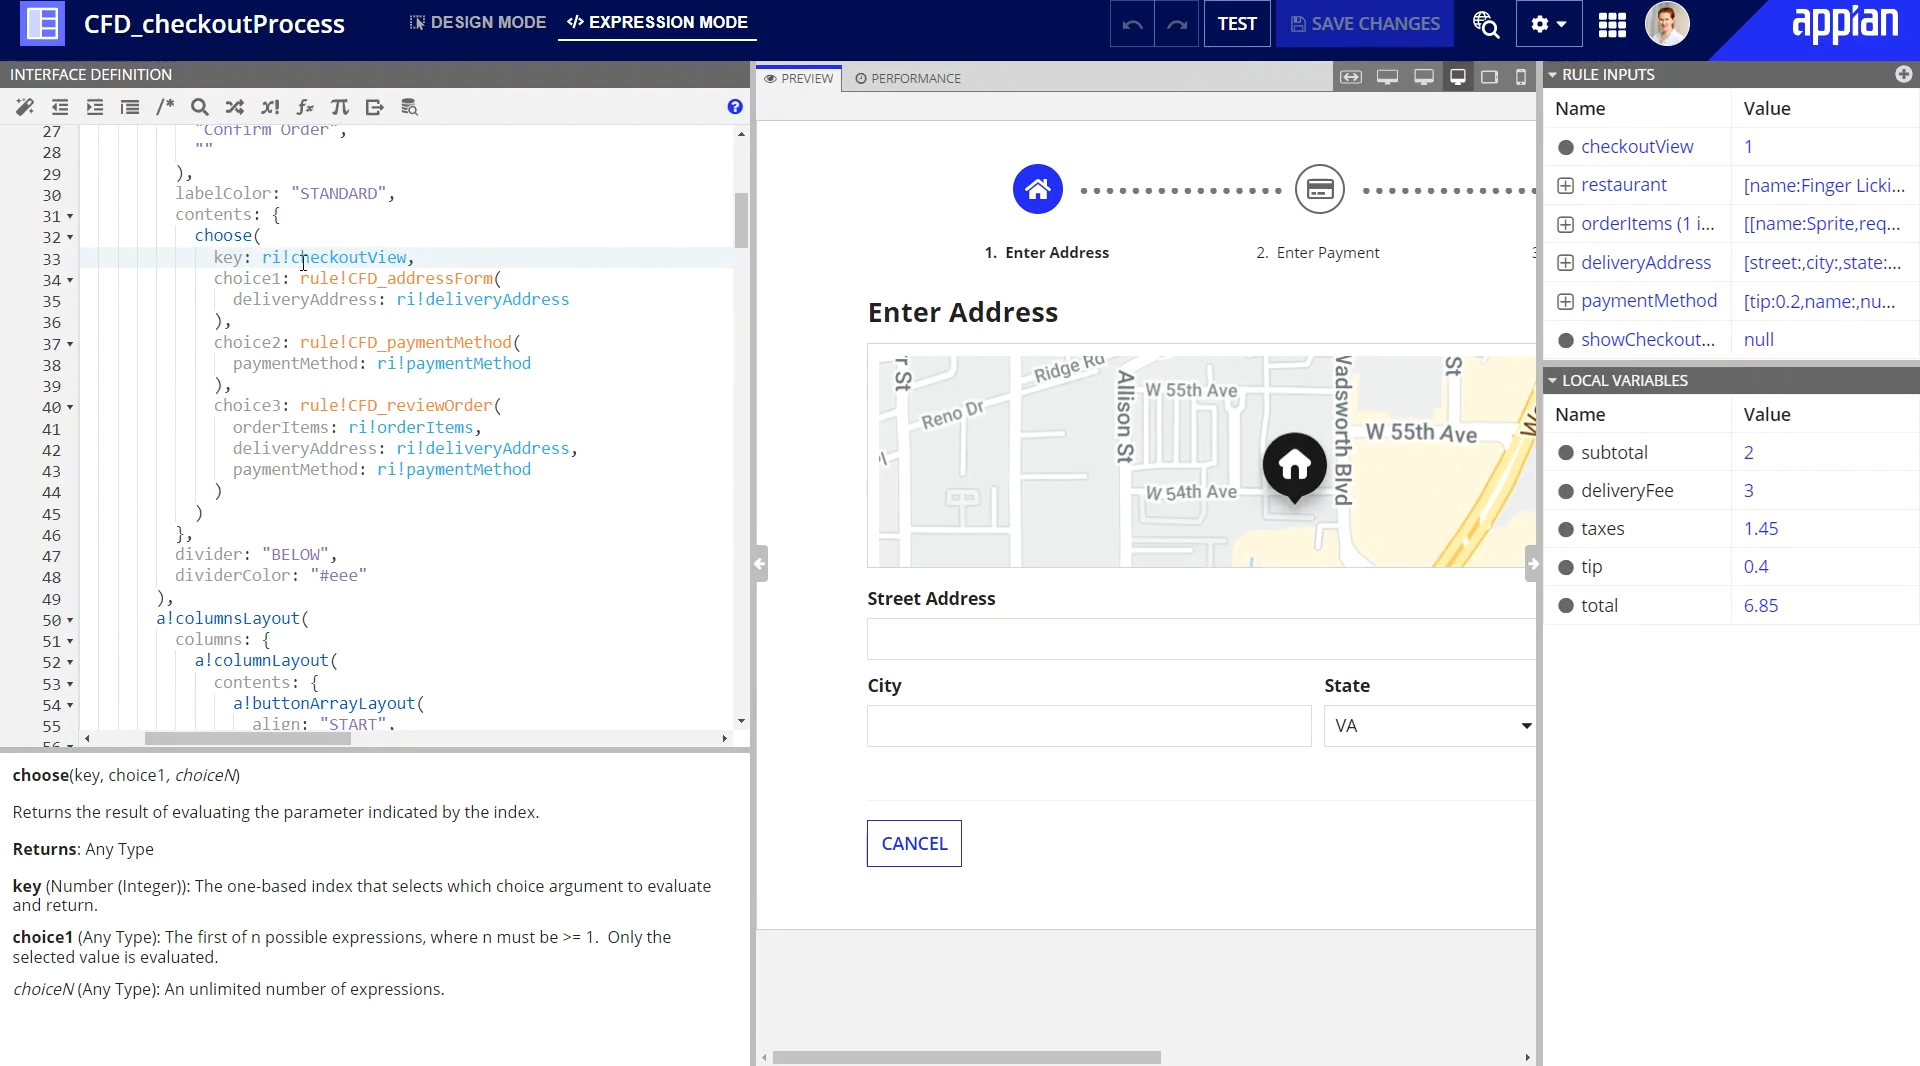 CFD_checkoutProcess
DESIGN MODE
</> EXPRESSION MODE
TEST
SAVE CHANGES
appian
INTERFACE DEFINITION
27 "Confirm Order",
28 ""
29 ),
30 labelColor: "STANDARD",
31 contents: {
32 choose(
33 key: ri!checkoutView,
34 choice1: rule!CFD_addressForm(
35 deliveryAddress: ri!deliveryAddress
36 ),
37 choice2: rule!CFD_paymentMethod(
38 paymentMethod: ri!paymentMethod
39 ),
40 choice3: rule!CFD_reviewOrder(
41 orderItems: ri!orderItems,
42 deliveryAddress: ri!deliveryAddress,
43 paymentMethod: ri!paymentMethod
44 )
45 )
46 },
47 divider: "BELOW",
48 dividerColor: "#eee"
49 ),
50 a!columnsLayout(
51 columns: {
52 a!columnLayout(
53 contents: {
54 a!buttonArrayLayout(
55 align: "START",
56
choose(key, choice1, choiceN)
Returns the result of evaluating the parameter indicated by the index.
Returns: Any Type
key (Number (Integer)): The one-based index that selects which choice argument to evaluate
and return.
choice1 (Any Type): The first of n possible expressions, where n must be >= 1. Only the
selected value is evaluated.
choiceN (Any Type): An unlimited number of expressions.
PREVIEW
PERFORMANCE
1. Enter Address
2. Enter Payment
3
Enter Address
r St
Ridge Rd
Reno Dr
Allison St
W 55th Ave
Wadsworth Blvd
St
W 55th Ave
W 54th Ave
Street Address
City
State
VA
CANCEL
RULE INPUTS
Name Value
checkoutView 1
restaurant [name:Finger Licki...
orderItems (1 i... [[name:Sprite,req...
deliveryAddress [street:,city:,state:...
paymentMethod [tip:0.2,name:,nu...
showCheckout... null
LOCAL VARIABLES
Name Value
subtotal 2
deliveryFee 3
taxes 1.45
tip 0.4
total 6.85